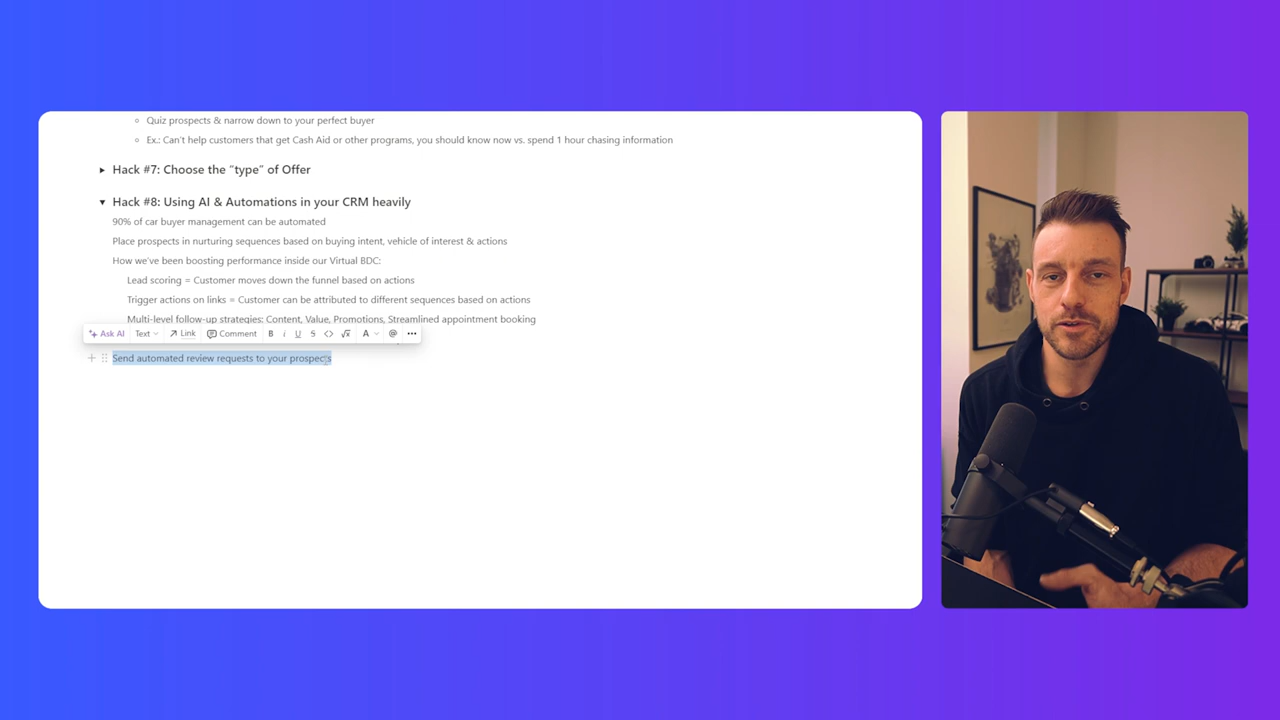 Quiz prospects & narrow down to your perfect buyer
Ex.: Can't help customers that get Cash Aid or other programs, you should know now vs. spend 1 hour chasing information
Hack #7: Choose the "type" of Offer
Hack #8: Using AI & Automations in your CRM heavily
90% of car buyer management can be automated
Place prospects in nurturing sequences based on buying intent, vehicle of interest & actions
How we've been boosting performance inside our Virtual BDC:
Lead scoring = Customer moves down the funnel based on actions
Trigger actions on links = Customer can be attributed to different sequences based on actions
Multi-level follow-up strategies: Content, Value, Promotions, Streamlined appointment booking
Ask AI Text Link Comment B i U S <> √x A @ •••
Send automated review requests to your prospects